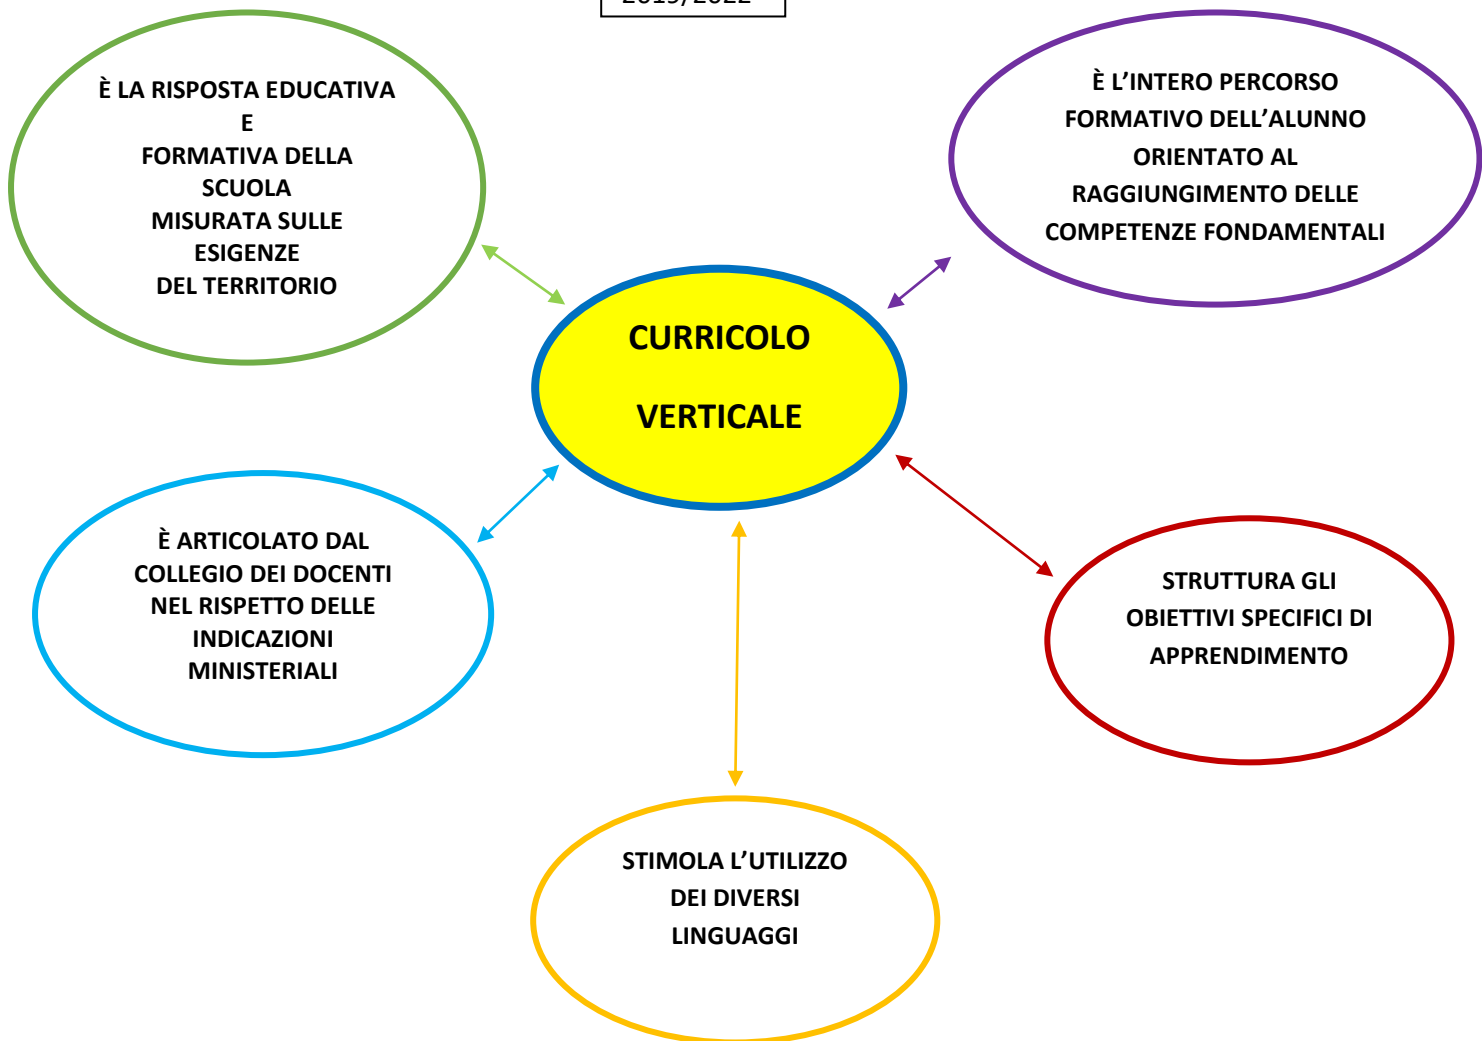 2019/2022
È LA RISPOSTA EDUCATIVA
E
FORMATIVA DELLA
SCUOLA
MISURATA SULLE
ESIGENZE
DEL TERRITORIO
È L’INTERO PERCORSO
FORMATIVO DELL’ALUNNO
ORIENTATO AL
RAGGIUNGIMENTO DELLE
COMPETENZE FONDAMENTALI
CURRICOLO
VERTICALE
È ARTICOLATO DAL
COLLEGIO DEI DOCENTI
NEL RISPETTO DELLE
INDICAZIONI
MINISTERIALI
STRUTTURA GLI
OBIETTIVI SPECIFICI DI
APPRENDIMENTO
STIMOLA L’UTILIZZO
DEI DIVERSI
LINGUAGGI